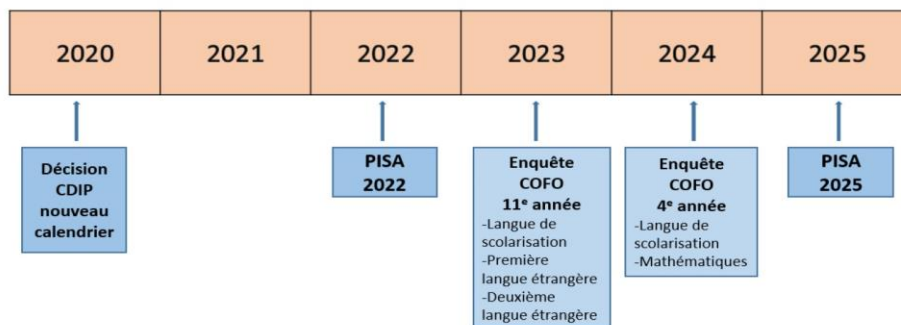 2020 2021 2022 2023 2024 2025
Décision
CDIP
nouveau
calendrier
PISA
2022
Enquête
COFO
11e année
-Langue de
scolarisation
-Première
langue étrangère
-Deuxième
langue étrangère
Enquête
COFO
4e année
-Langue de
scolarisation
-Mathématiques
PISA
2025